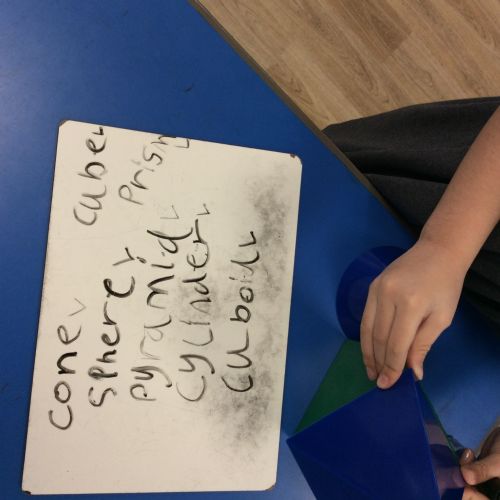 cone✓ cube✓
sphere✓ Prism✓
pyramid✓
cylinder✓
cuboid✓